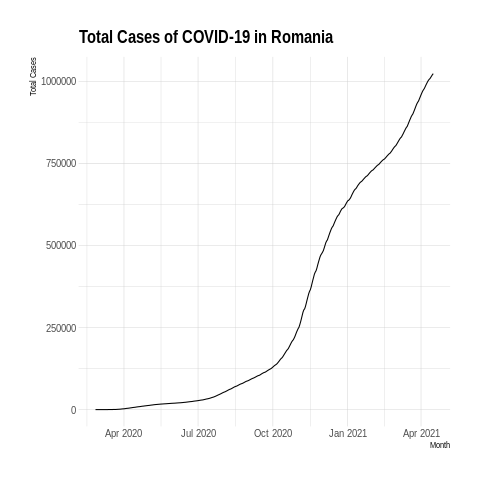 Total Cases of COVID-19 in Romania
Total Cases
1000000
750000
500000
250000
0
Apr 2020 Jul 2020 Oct 2020 Jan 2021 Apr 2021
Month